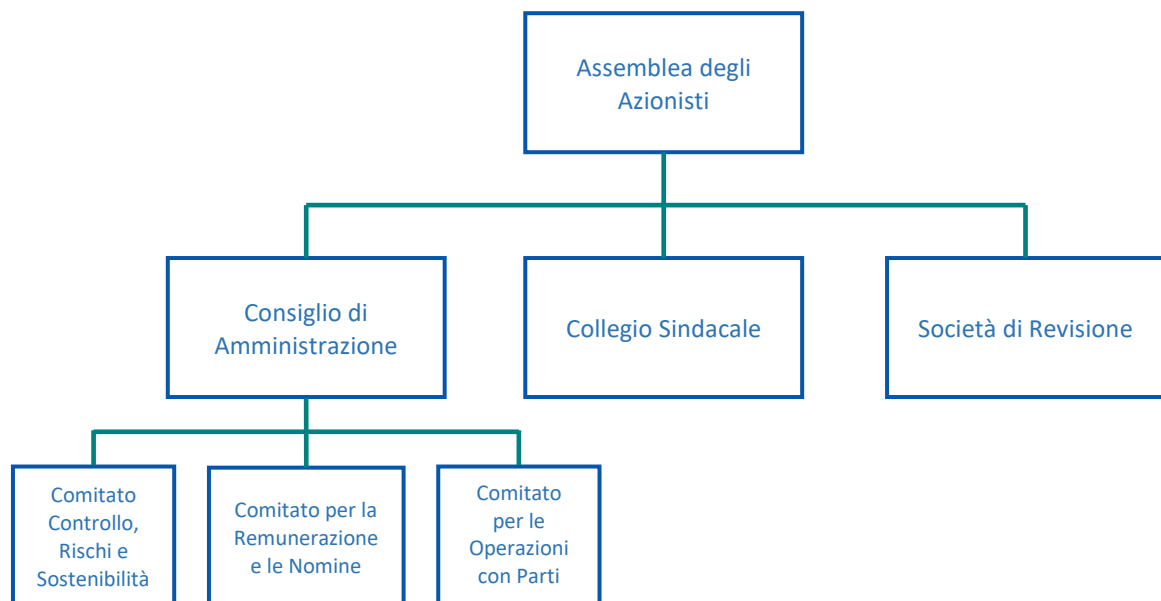 Assemblea degli
Azionisti
Consiglio di
Amministrazione
Collegio Sindacale
Società di Revisione
Comitato
Controllo,
Rischi e
Sostenibilità
Comitato per la
Remunerazione
e le Nomine
Comitato
per le
Operazioni
con Parti